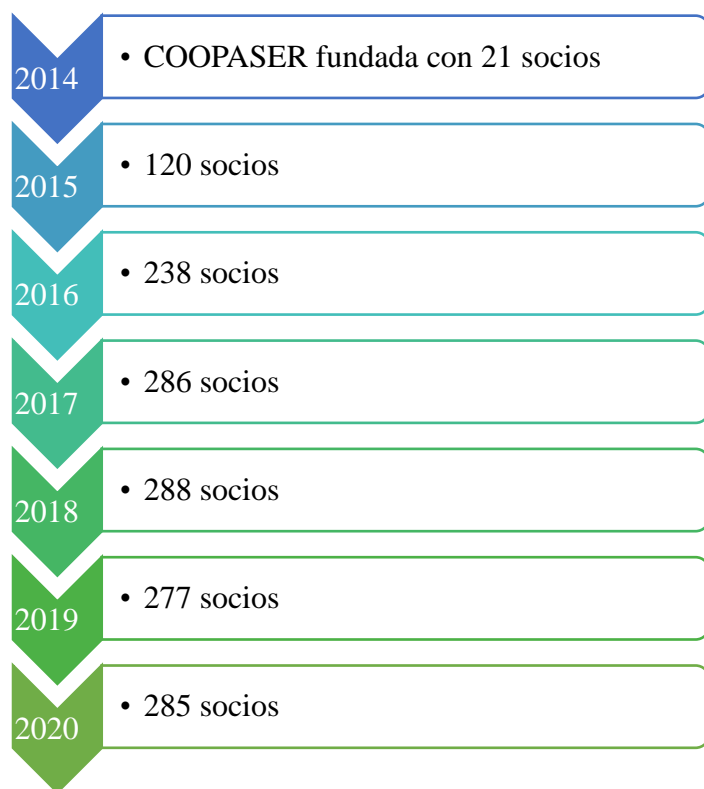 2014
• COOPASER fundada con 21 socios
2015
• 120 socios
2016
• 238 socios
2017
• 286 socios
2018
• 288 socios
2019
• 277 socios
2020
• 285 socios